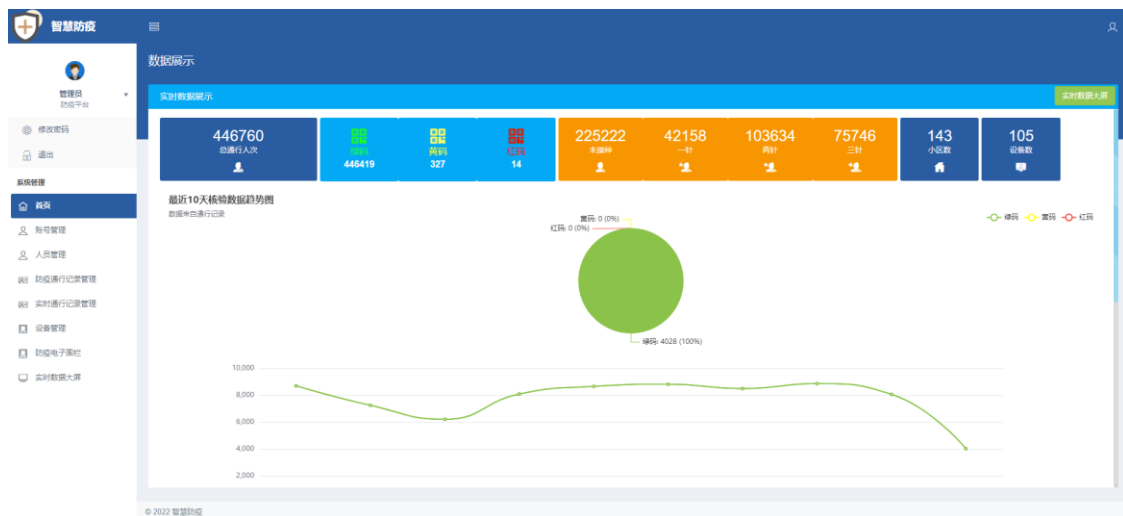 智慧防疫
数据展示
管理员
防疫平台
修改密码
退出
系统管理
首页
账号管理
人员管理
防疫通行记录管理
实时通行记录管理
设备管理
防疫电子围栏
实时数据大屏
实时数据展示
实时数据大屏
446760
总通行人次
绿码
446419
黄码
327
红码
14
225222
未接种
42158
一针
103634
两针
75746
三针
143
小区数
105
设备数
最近10天核验数据趋势图
数据来自通行记录
绿码 黄码 红码
黄码: 0 (0%)
红码: 0 (0%)
绿码: 4028 (100%)
10,000
8,000
6,000
4,000
2,000
© 2022 智慧防疫